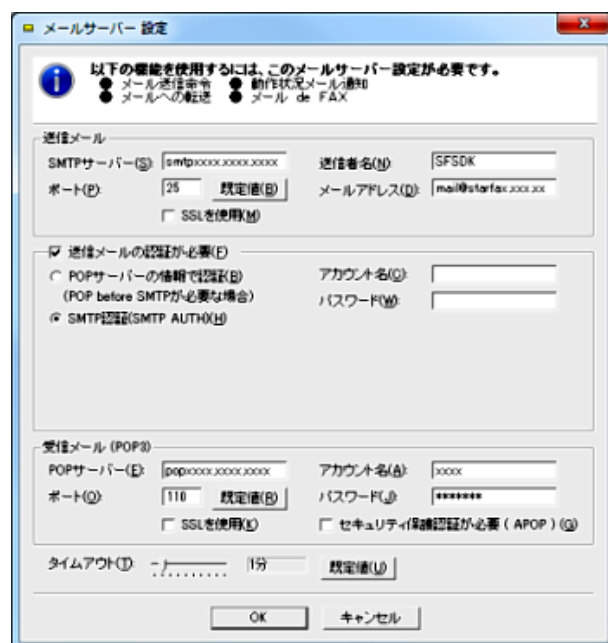 メールサーバー 設定
以下の機能を使用するには、このメールサーバー設定が必要です。
● メール送信命令 ● 動作状況メール通知
● メールへの転送 ● メール de FAX
送信メール
SMTPサーバー(S): smtpxxxx.xxxx.xxxx 送信者名(N): SFSDK
ポート(P): 25 既定値(B) メールアドレス(D): mail@starfax.xxx.xx
SSLを使用(M)
送信メールの認証が必要(F)
POPサーバーの情報で認証(B) アカウント名(C):
(POP before SMTPが必要な場合) パスワード(W):
SMTP認証(SMTP AUTH)(H)
受信メール (POP3)
POPサーバー(E): popxxxx.xxxx.xxxx アカウント名(A): xxxx
ポート(O): 110 既定値(R) パスワード(J): *******
SSLを使用(K) セキュリティ保護認証が必要 ( APOP ) (G)
タイムアウト(T): 1分 既定値(U)
OK キャンセル